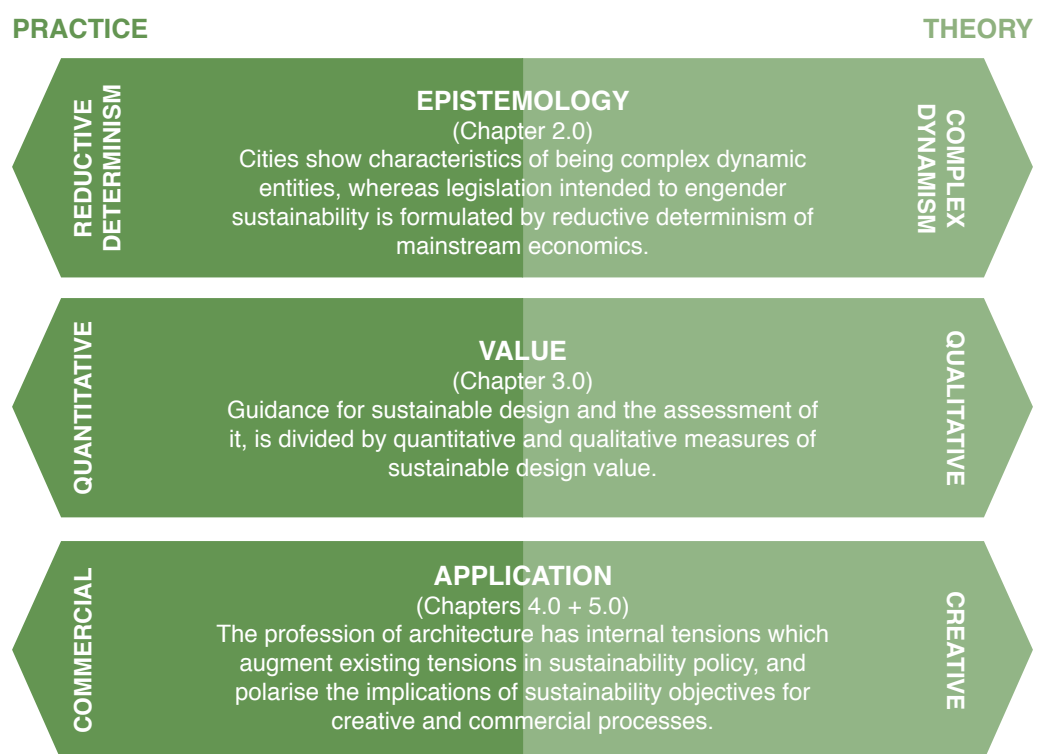 PRACTICE
THEORY
REDUCTIVE
DETERMINISM
EPISTEMOLOGY
(Chapter 2.0)
Cities show characteristics of being complex dynamic
entities, whereas legislation intended to engender
sustainability is formulated by reductive determinism of
mainstream economics.
COMPLEX
DYNAMISM
QUANTITATIVE
VALUE
(Chapter 3.0)
Guidance for sustainable design and the assessment of
it, is divided by quantitative and qualitative measures of
sustainable design value.
QUALITATIVE
COMMERCIAL
APPLICATION
(Chapters 4.0 + 5.0)
The profession of architecture has internal tensions which
augment existing tensions in sustainability policy, and
polarise the implications of sustainability objectives for
creative and commercial processes.
CREATIVE